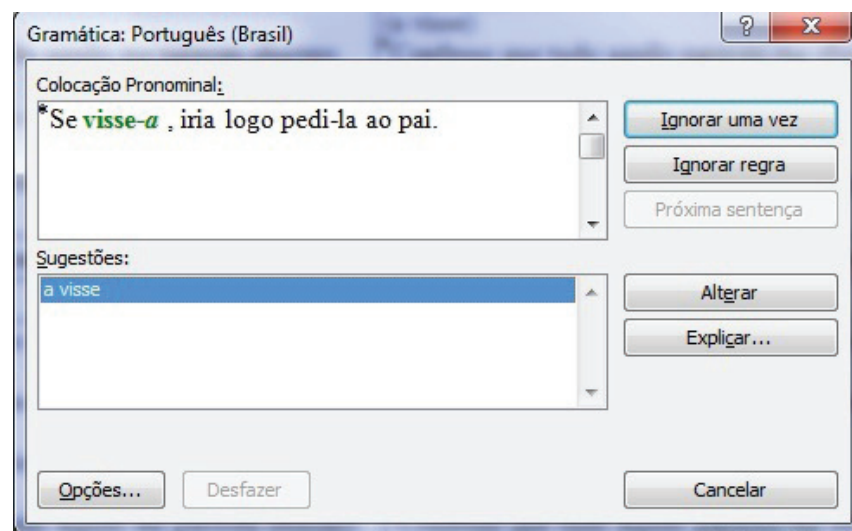 Gramática: Português (Brasil)
Colocação Pronominal:
*Se visse-a , iria logo pedi-la ao pai.
Ignorar uma vez
Ignorar regra
Próxima sentença
Sugestões:
a visse
Alterar
Explicar...
Opções...
Desfazer
Cancelar